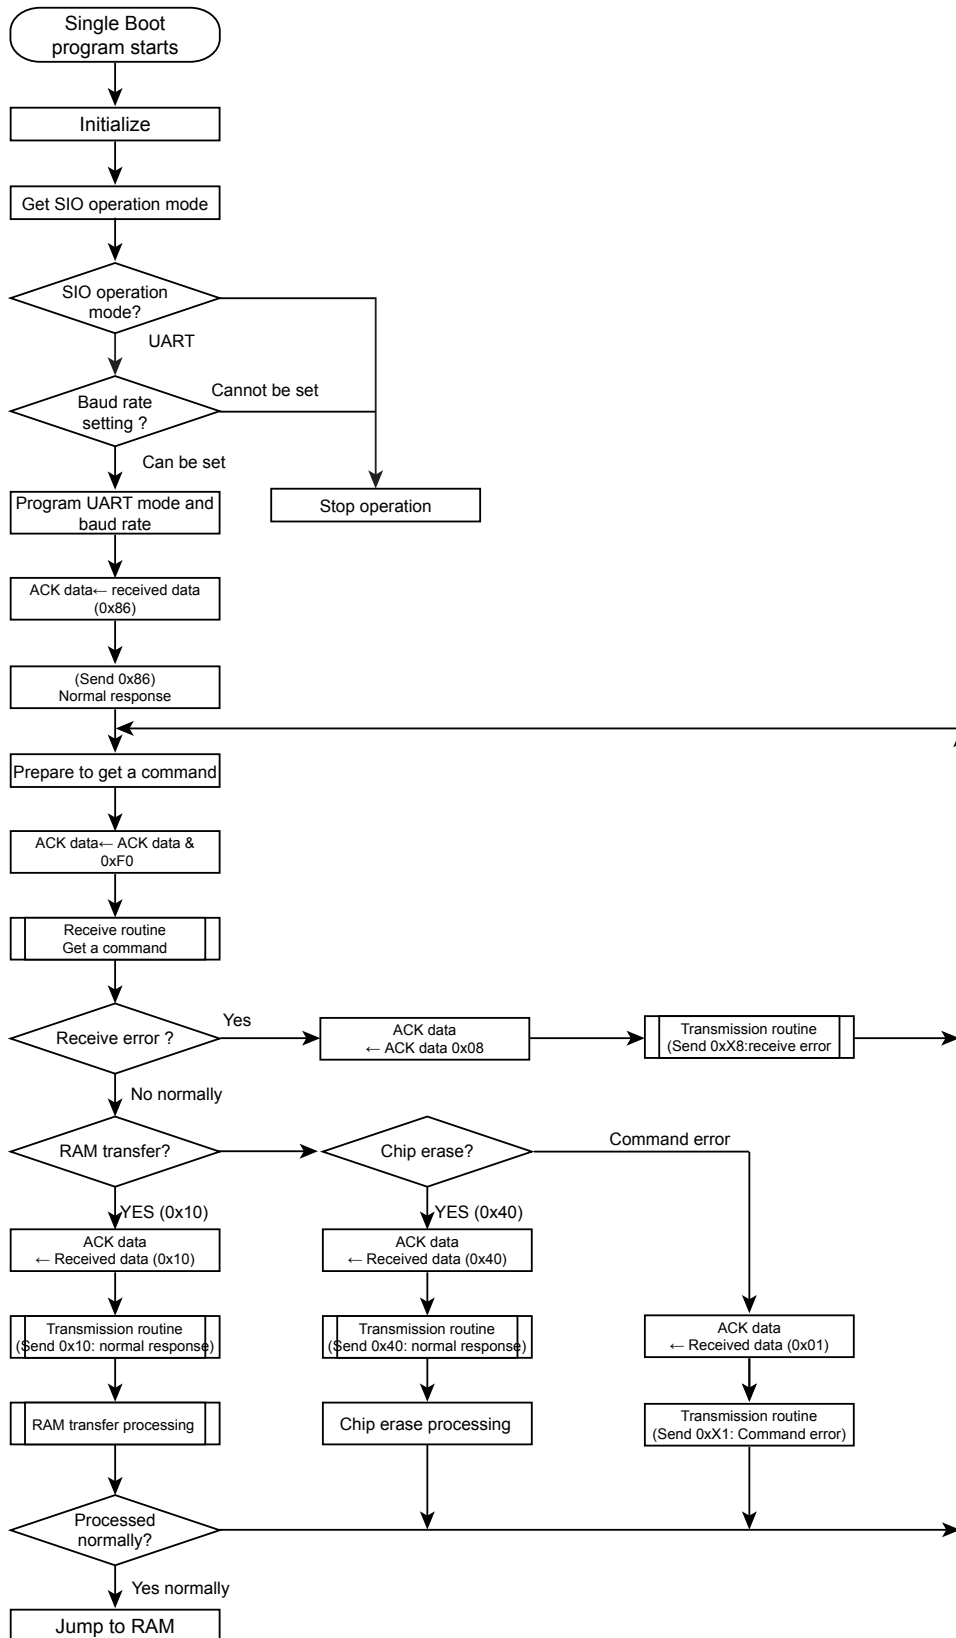 Single Boot
program starts
Initialize
Get SIO operation mode
SIO operation
mode?
UART
Baud rate
setting ?
Cannot be set
Can be set
Program UART mode and
baud rate
Stop operation
ACK data← received data
(0x86)
(Send 0x86)
Normal response
Prepare to get a command
ACK data← ACK data &
0xF0
Receive routine
Get a command
Receive error ?
Yes
ACK data
← ACK data 0x08
Transmission routine
(Send 0xX8:receive error
No normally
RAM transfer?
Chip erase?
Command error
YES (0x10)
YES (0x40)
ACK data
← Received data (0x10)
ACK data
← Received data (0x40)
Transmission routine
(Send 0x10: normal response)
Transmission routine
(Send 0x40: normal response)
ACK data
← Received data (0x01)
RAM transfer processing
Chip erase processing
Transmission routine
(Send 0xX1: Command error)
Processed
normally?
Yes normally
Jump to RAM